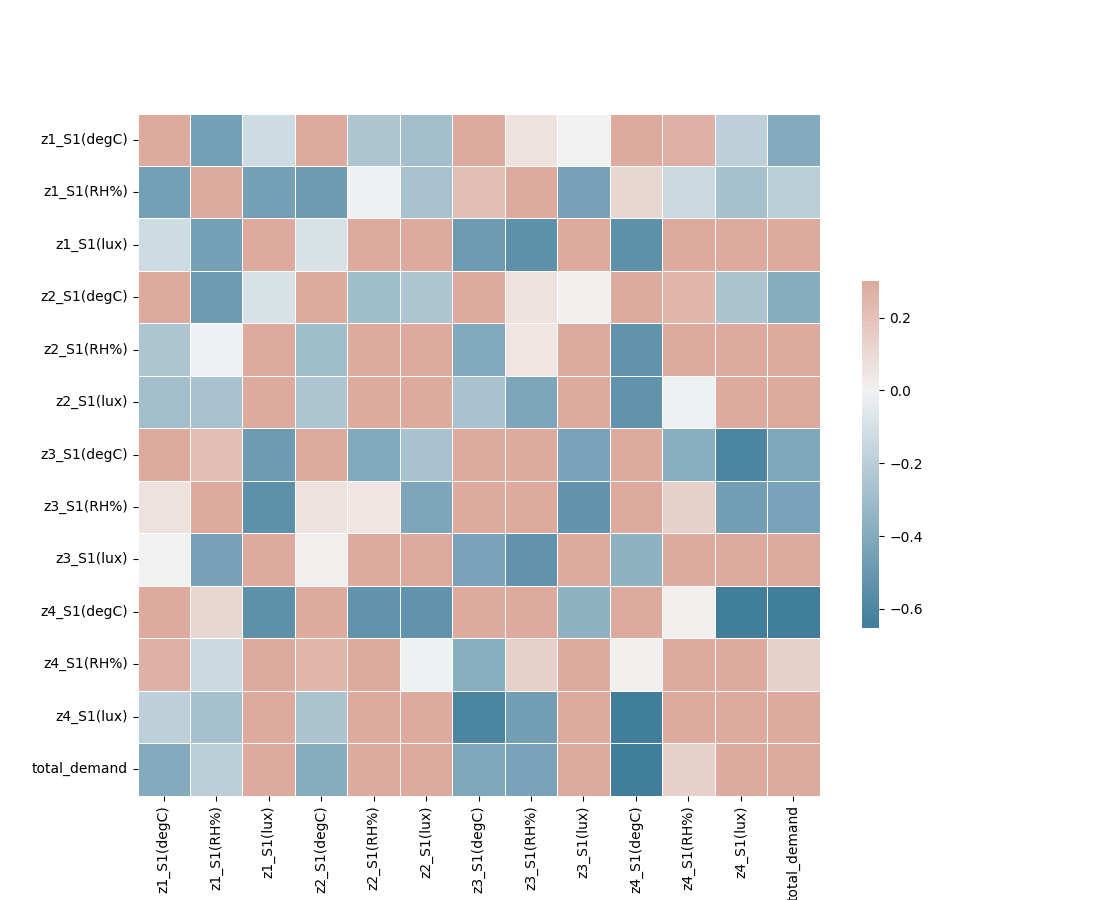 z1_S1(degC)
z1_S1(RH%)
z1_S1(lux)
z2_S1(degC)
z2_S1(RH%)
z2_S1(lux)
z3_S1(degC)
z3_S1(RH%)
z3_S1(lux)
z4_S1(degC)
z4_S1(RH%)
z4_S1(lux)
total_demand
z1_S1(degC)
z1_S1(RH%)
z1_S1(lux)
z2_S1(degC)
z2_S1(RH%)
z2_S1(lux)
z3_S1(degC)
z3_S1(RH%)
z3_S1(lux)
z4_S1(degC)
z4_S1(RH%)
z4_S1(lux)
total_demand
0.2
0.0
−0.2
−0.4
−0.6